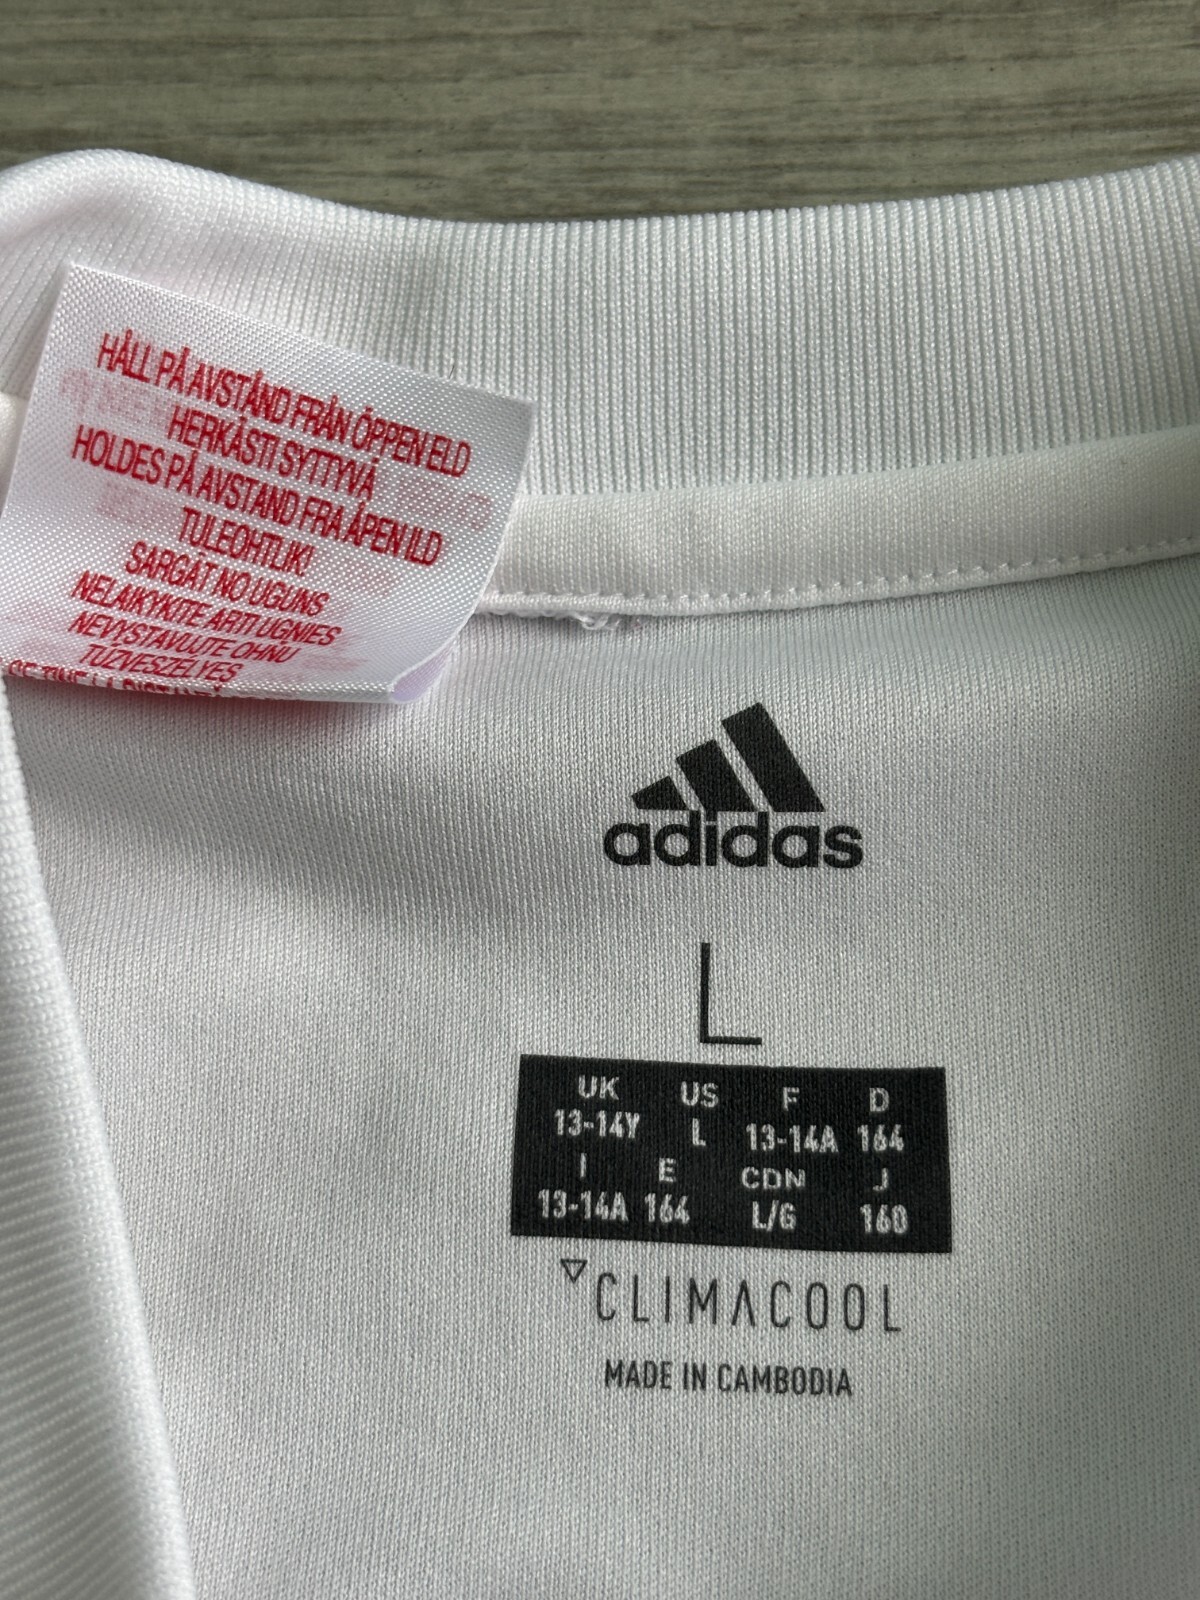 HÅLL PÅ AVSTÅND FRÅN ÖPPEN ELD
HERKÄSTI SYTTYVÄ
HOLDES PÅ AVSTAND FRA ÅPEN ILD
TULEOHTLIK!
SARGĀT NO UGUNS
NELAIKYKITE ARTI UGNIES
NEVYSTAVUJTE OHŇU
TŰZVESZÉLYES
adidas
L
UK US F D
13-14Y L 13-14A 164
I E CDN J
13-14A 164 L/G 160
CLIMACOOL
MADE IN CAMBODIA